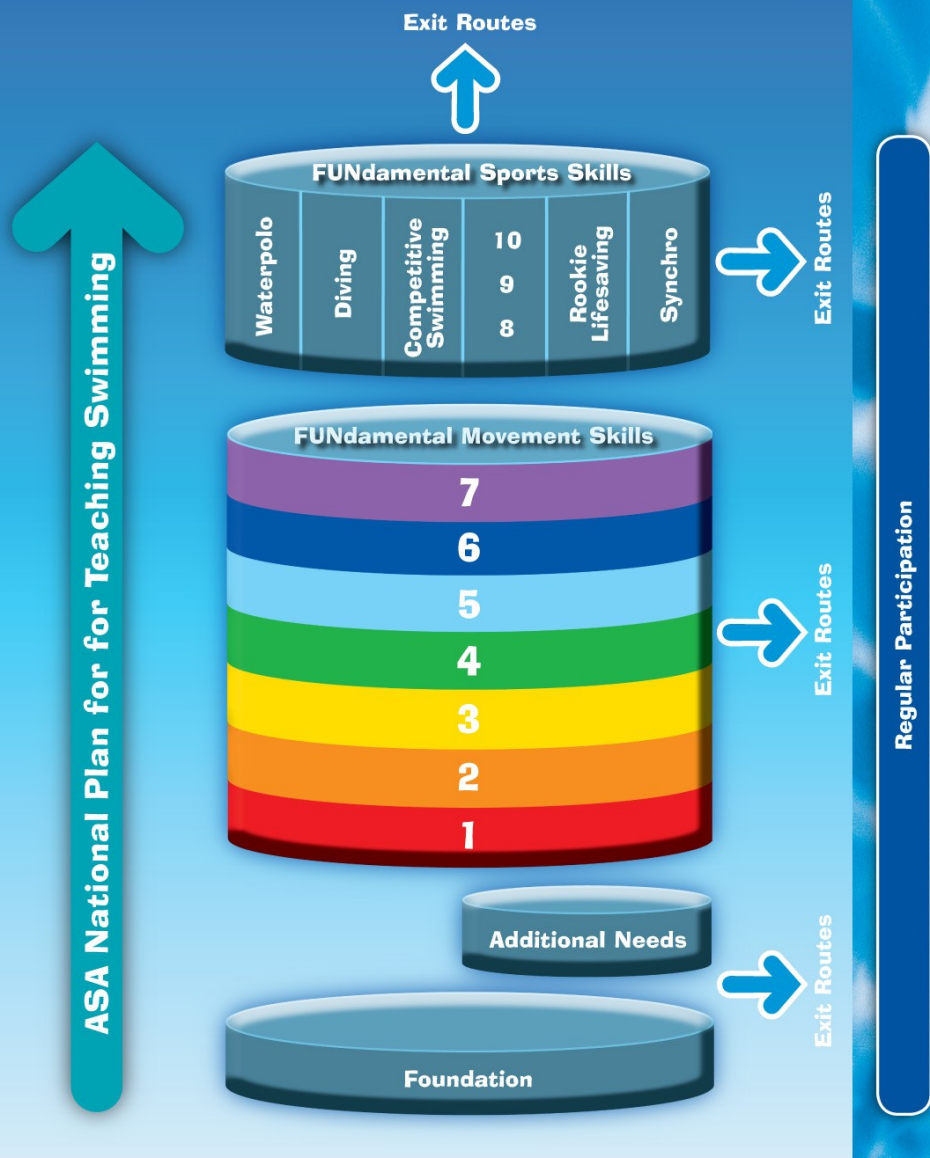 Exit Routes
FUNdamental Sports Skills
Waterpolo
Diving
Competitive
Swimming
10
9
8
Rookie
Lifesaving
Synchro
Exit Routes
FUNdamental Movement Skills
7
6
5
4
3
2
1
Exit Routes
Additional Needs
Exit Routes
Foundation
ASA National Plan for for Teaching Swimming
Regular Participation